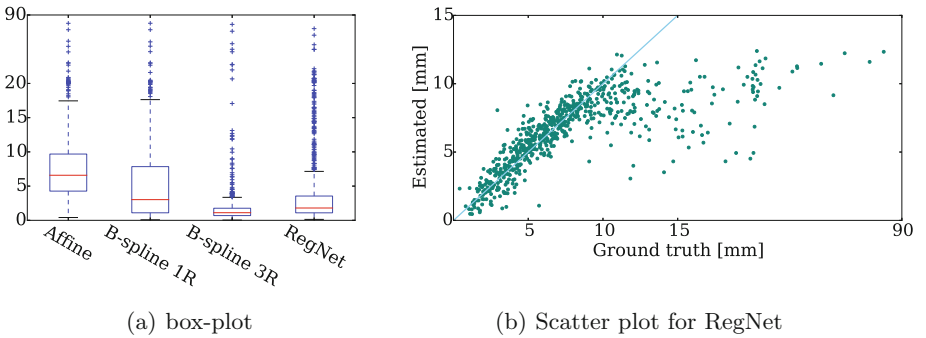 90
20
15
10
5
0
Affine
B-spline 1R
B-spline 3R
RegNet
(a) box-plot
15
10
5
0
Estimated [mm]
5 10 15 90
Ground truth [mm]
(b) Scatter plot for RegNet